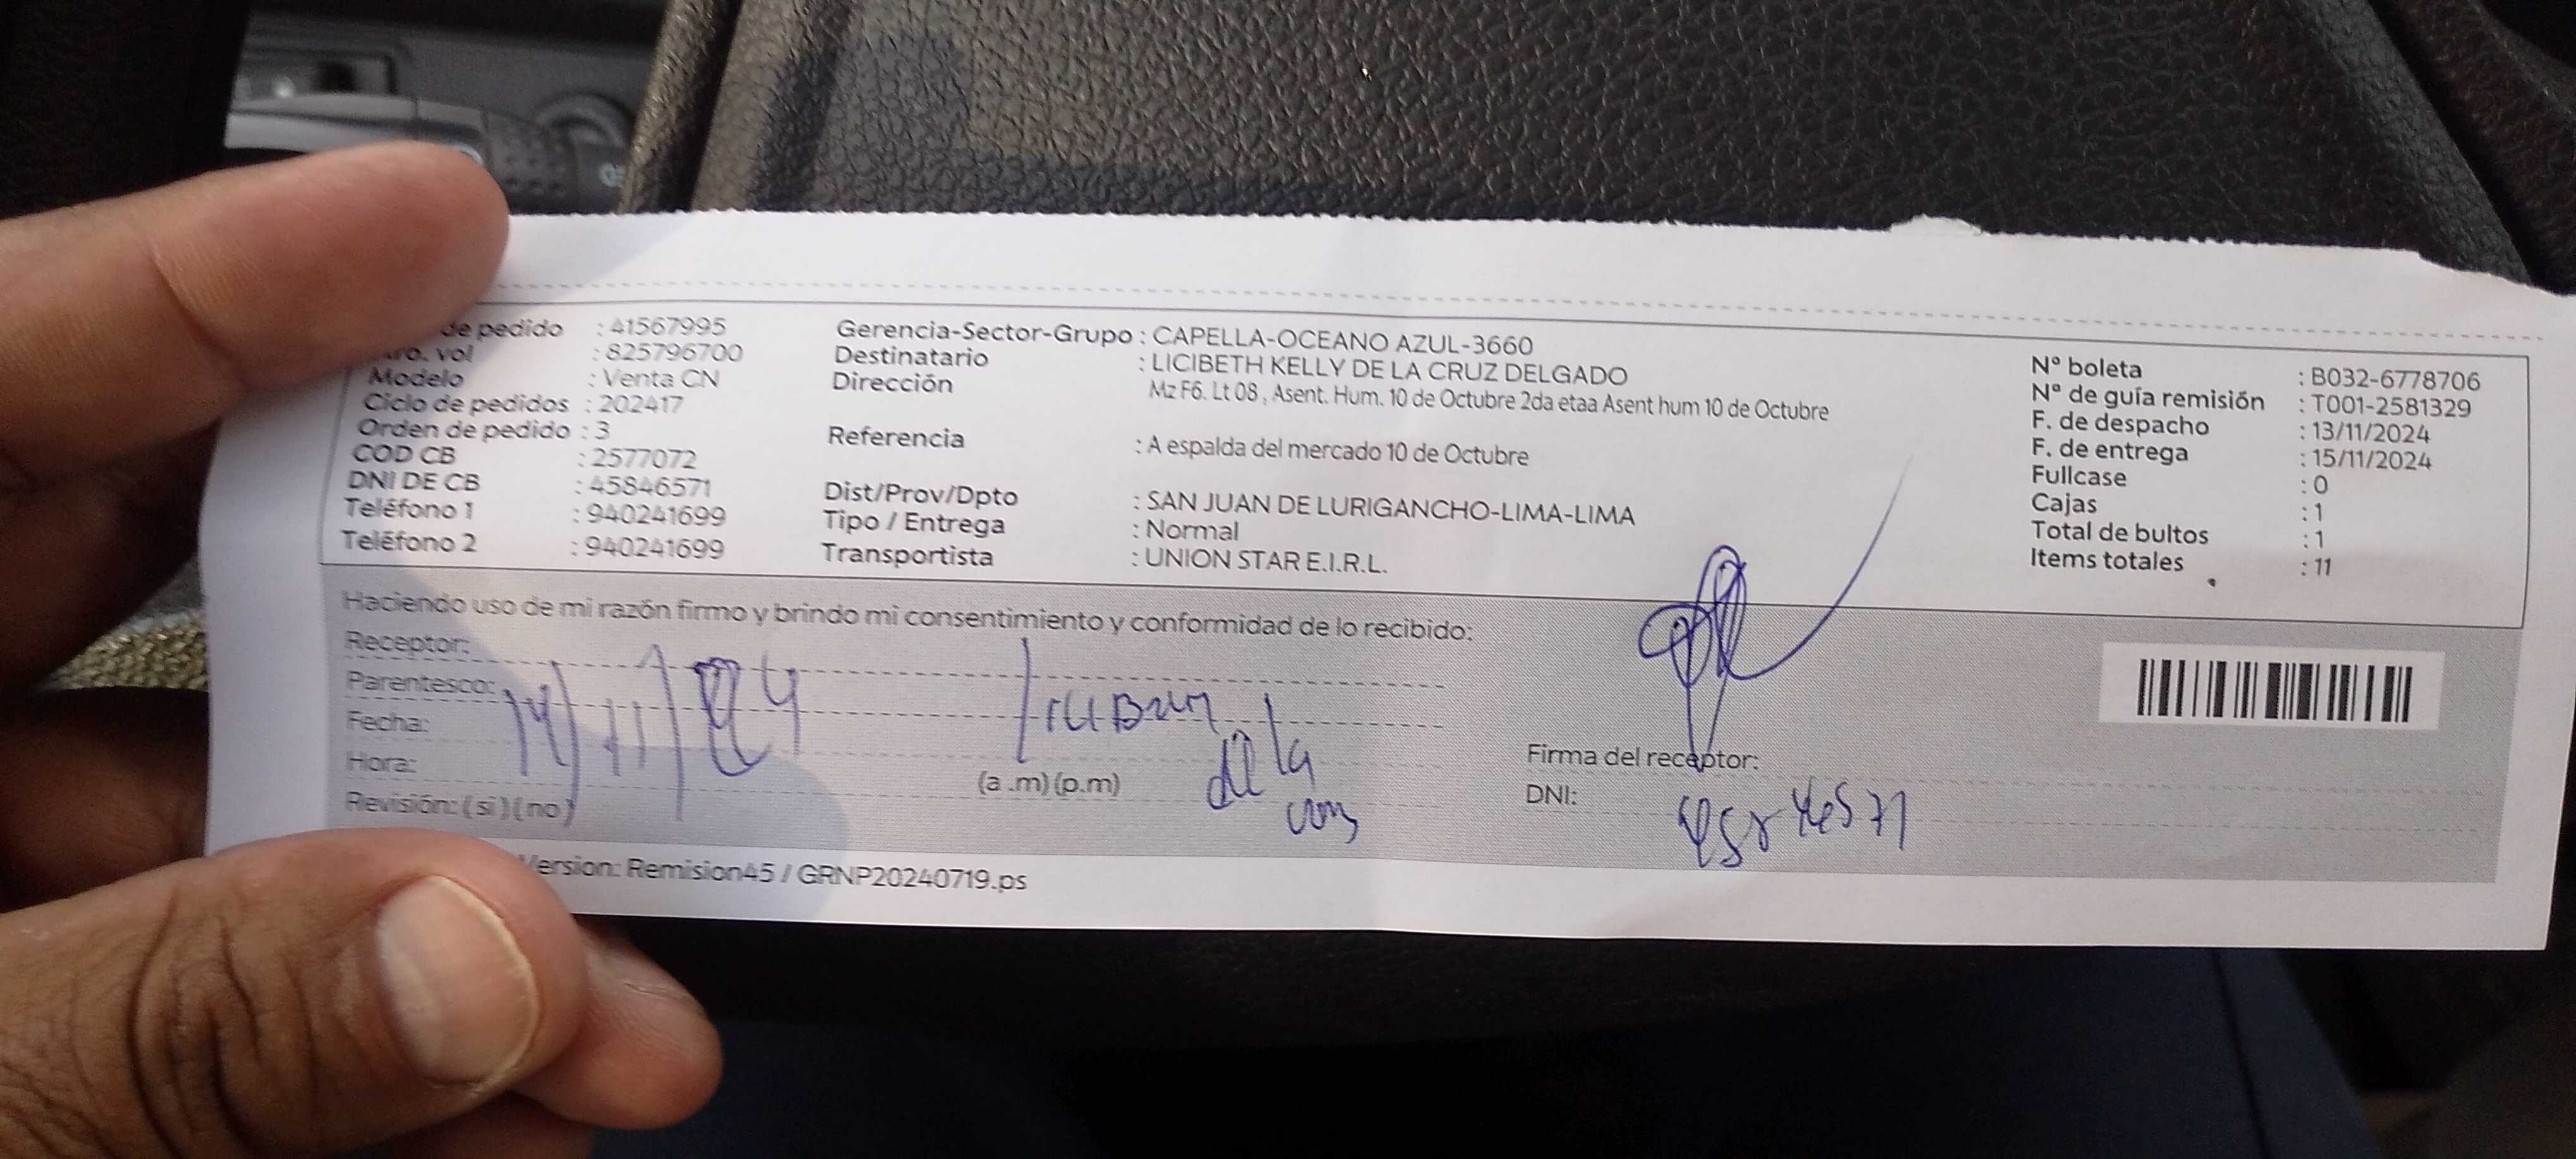 de pedido : 41567995
ro. vol : 825796700
Modelo : Venta CN
Ciclo de pedidos : 202417
Orden de pedido : 3
COD CB : 2577072
DNI DE CB : 45846571
Teléfono 1 : 940241699
Teléfono 2 : 940241699
Gerencia-Sector-Grupo : CAPELLA-OCEANO AZUL-3660
Destinatario : LICIBETH KELLY DE LA CRUZ DELGADO
Dirección Mz F6. Lt 08 , Asent. Hum. 10 de Octubre 2da etaa Asent hum 10 de Octubre
Referencia : A espalda del mercado 10 de Octubre
Dist/Prov/Dpto : SAN JUAN DE LURIGANCHO-LIMA-LIMA
Tipo / Entrega : Normal
Transportista : UNION STAR E.I.R.L.
N° boleta : B032-6778706
N° de guía remisión : T001-2581329
F. de despacho : 13/11/2024
F. de entrega : 15/11/2024
Fullcase : 0
Cajas : 1
Total de bultos : 1
Items totales : 11
Haciendo uso de mi razón firmo y brindo mi consentimiento y conformidad de lo recibido:
Receptor:
Parentesco:
Fecha: 14/11/24
Hora: (a .m) (p.m)
Revisión: ( si ) ( no )
de la
Firma del receptor:
DNI:
Version: Remision45 / GRNP20240719.ps